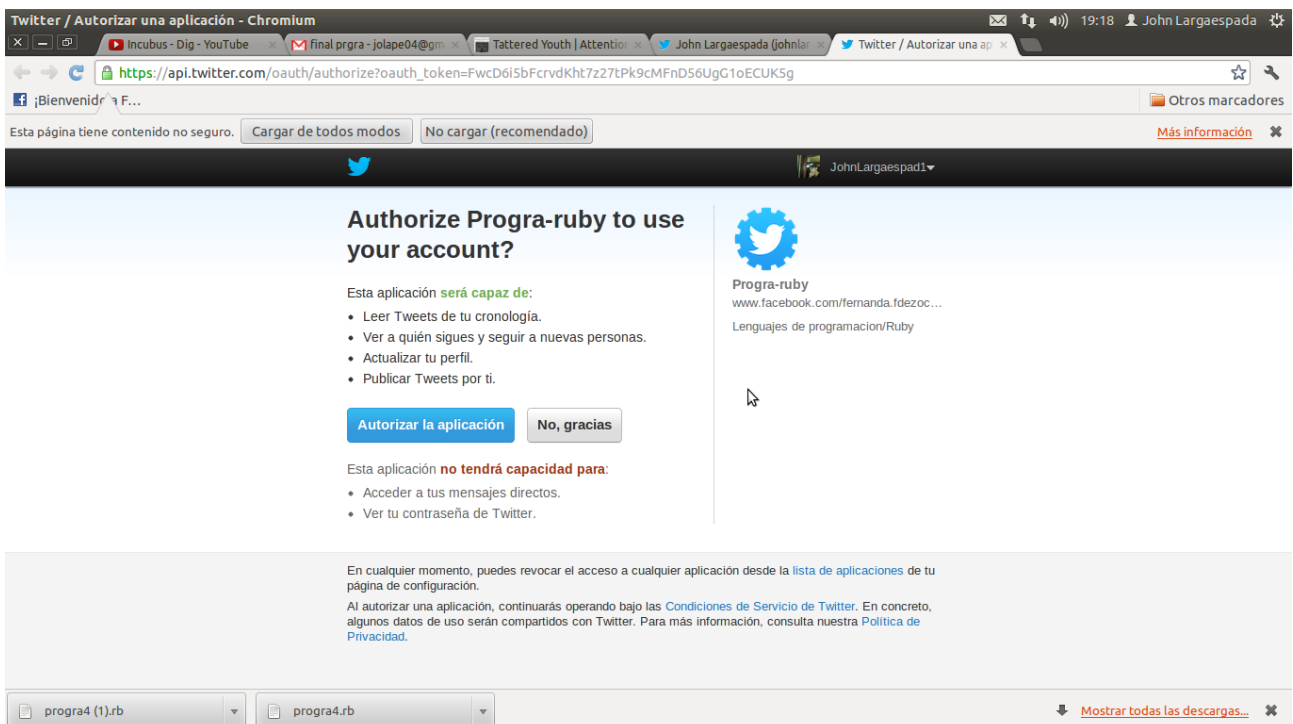 Twitter / Autorizar una aplicación - Chromium
19:18 John Largaespada
Incubus - Dig - YouTube
final prgra - jolape04@gm
Tattered Youth | Attention
John Largaespada (johnlar
Twitter / Autorizar una ap
https://api.twitter.com/oauth/authorize?oauth_token=FwcD6i5bFcrvdKht7z27tPk9cMFnD56UgG1oECUK5g
¡Bienvenido a F...
Otros marcadores
Esta página tiene contenido no seguro. Cargar de todos modos No cargar (recomendado) Más información
JohnLargaespad1
Authorize Progra-ruby to use
your account?
Esta aplicación será capaz de:
• Leer Tweets de tu cronología.
• Ver a quién sigues y seguir a nuevas personas.
• Actualizar tu perfil.
• Publicar Tweets por ti.
Autorizar la aplicación No, gracias
Esta aplicación no tendrá capacidad para:
• Acceder a tus mensajes directos.
• Ver tu contraseña de Twitter.
Progra-ruby
www.facebook.com/fernanda.fdezoc...
Lenguajes de programacion/Ruby
En cualquier momento, puedes revocar el acceso a cualquier aplicación desde la lista de aplicaciones de tu
página de configuración.
Al autorizar una aplicación, continuarás operando bajo las Condiciones de Servicio de Twitter. En concreto,
algunos datos de uso serán compartidos con Twitter. Para más información, consulta nuestra Política de
Privacidad.
progra4 (1).rb
progra4.rb
Mostrar todas las descargas...